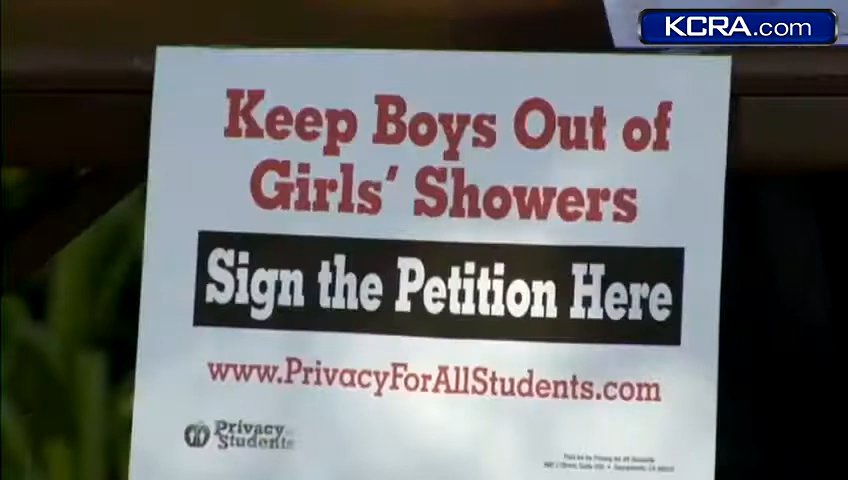 KCRA.com
Keep Boys Out of
Girls' Showers
Sign the Petition Here
www.PrivacyForAllStudents.com
Privacy
Students